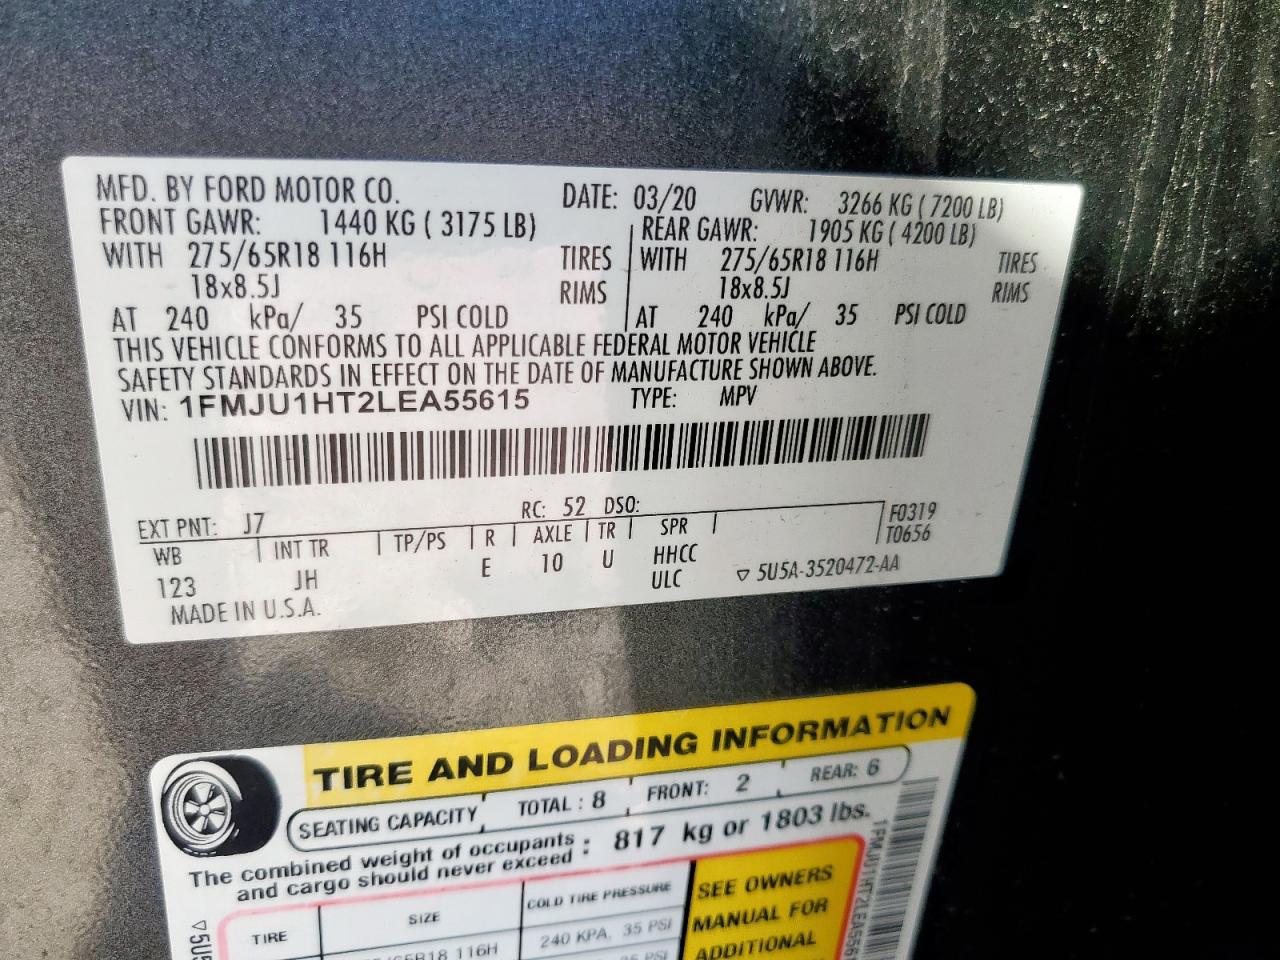 MFD. BY FORD MOTOR CO. DATE: 03/20 GVWR: 3266 KG ( 7200 LB)
FRONT GAWR: 1440 KG ( 3175 LB) REAR GAWR: 1905 KG ( 4200 LB)
WITH 275/65R18 116H TIRES WITH 275/65R18 116H TIRES
18x8.5J RIMS 18x8.5J RIMS
AT 240 kPa/ 35 PSI COLD AT 240 kPa/ 35 PSI COLD
THIS VEHICLE CONFORMS TO ALL APPLICABLE FEDERAL MOTOR VEHICLE
SAFETY STANDARDS IN EFFECT ON THE DATE OF MANUFACTURE SHOWN ABOVE.
VIN: 1FMJU1HT2LEA55615 TYPE: MPV
EXT PNT: J7 RC: 52 DSO: F0319
WB INT TR TP/PS R AXLE TR SPR T0656
123 JH E 10 U HHCC
ULC ▽ 5U5A-3520472-AA
MADE IN U.S.A.
TIRE AND LOADING INFORMATION
SEATING CAPACITY TOTAL : 8 FRONT: 2 REAR: 6
The combined weight of occupants and cargo should never exceed : 817 kg or 1803 lbs.
TIRE SIZE COLD TIRE PRESSURE
65R18 116H 240 KPA, 35 PSI
35 PSI
SEE OWNERS
MANUAL FOR
ADDITIONAL
1FMJU1HT2LEA5561
▽5U5